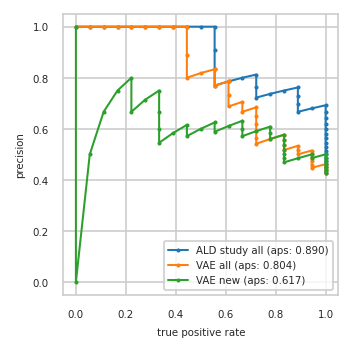 1.0
0.8
0.6
0.4
0.2
0.0
precision
ALD study all (aps: 0.890)
VAE all (aps: 0.804)
VAE new (aps: 0.617)
0.0 0.2 0.4 0.6 0.8 1.0
true positive rate